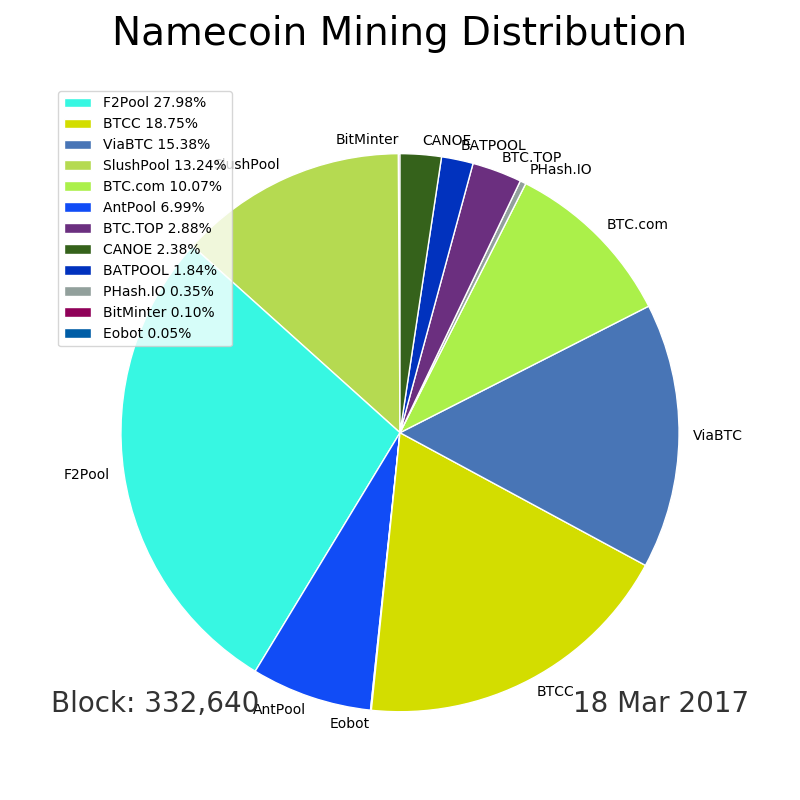 Namecoin Mining Distribution
F2Pool 27.98%
BTCC 18.75%
ViaBTC 15.38%
SlushPool 13.24%
BTC.com 10.07%
AntPool 6.99%
BTC.TOP 2.88%
CANOE 2.38%
BATPOOL 1.84%
PHash.IO 0.35%
BitMinter 0.10%
Eobot 0.05%
SlushPool
BitMinter
CANOE
BATPOOL
BTC.TOP
PHash.IO
BTC.com
ViaBTC
F2Pool
BTCC
AntPool
Eobot
Block: 332,640
18 Mar 2017